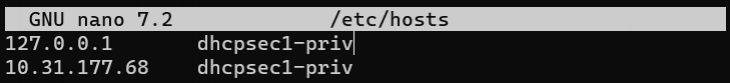 GNU nano 7.2 /etc/hosts
127.0.0.1 dhcpsec1-priv
10.31.177.68 dhcpsec1-priv